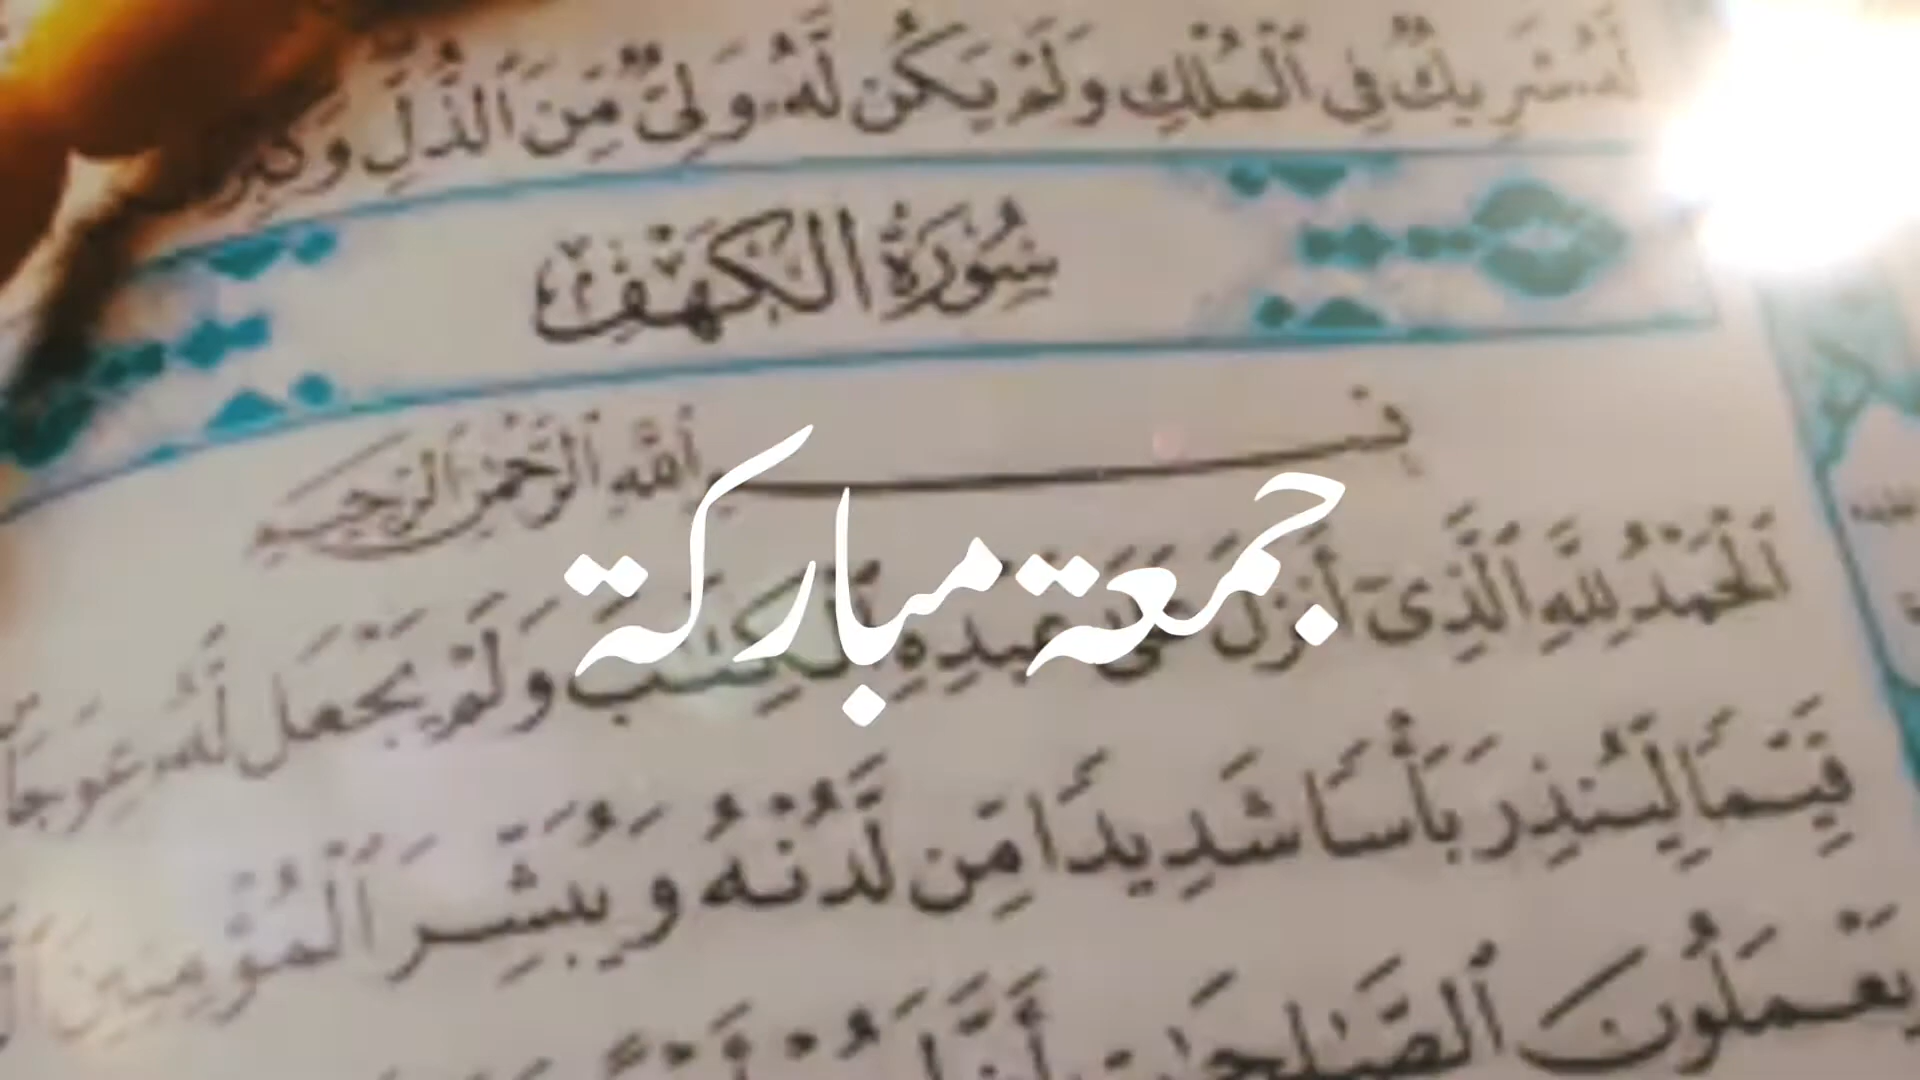 لَّهُۥ شَرِيكٌ فِى ٱلْمُلْكِ وَلَمْ يَكُن لَّهُۥ وَلِىٌّ مِّنَ ٱلذُّلِّ وَكَبِّرْ
سُورَةُ الكَهْفِ
بِسْمِ ٱللَّهِ ٱلرَّحْمَٰنِ ٱلرَّحِيمِ
جمعة مباركة
ٱلْحَمْدُ لِلَّهِ ٱلَّذِىٓ أَنزَلَ عَلَىٰ عَبْدِهِ ٱلْكِتَٰبَ وَلَمْ يَجْعَل لَّهُۥ عِوَجَاۜ
قَيِّمًا لِّيُنذِرَ بَأْسًا شَدِيدًا مِّن لَّدُنْهُ وَيُبَشِّرَ ٱلْمُؤْمِنِينَ
يَعْمَلُونَ ٱلصَّٰلِحَٰتِ أَنَّ